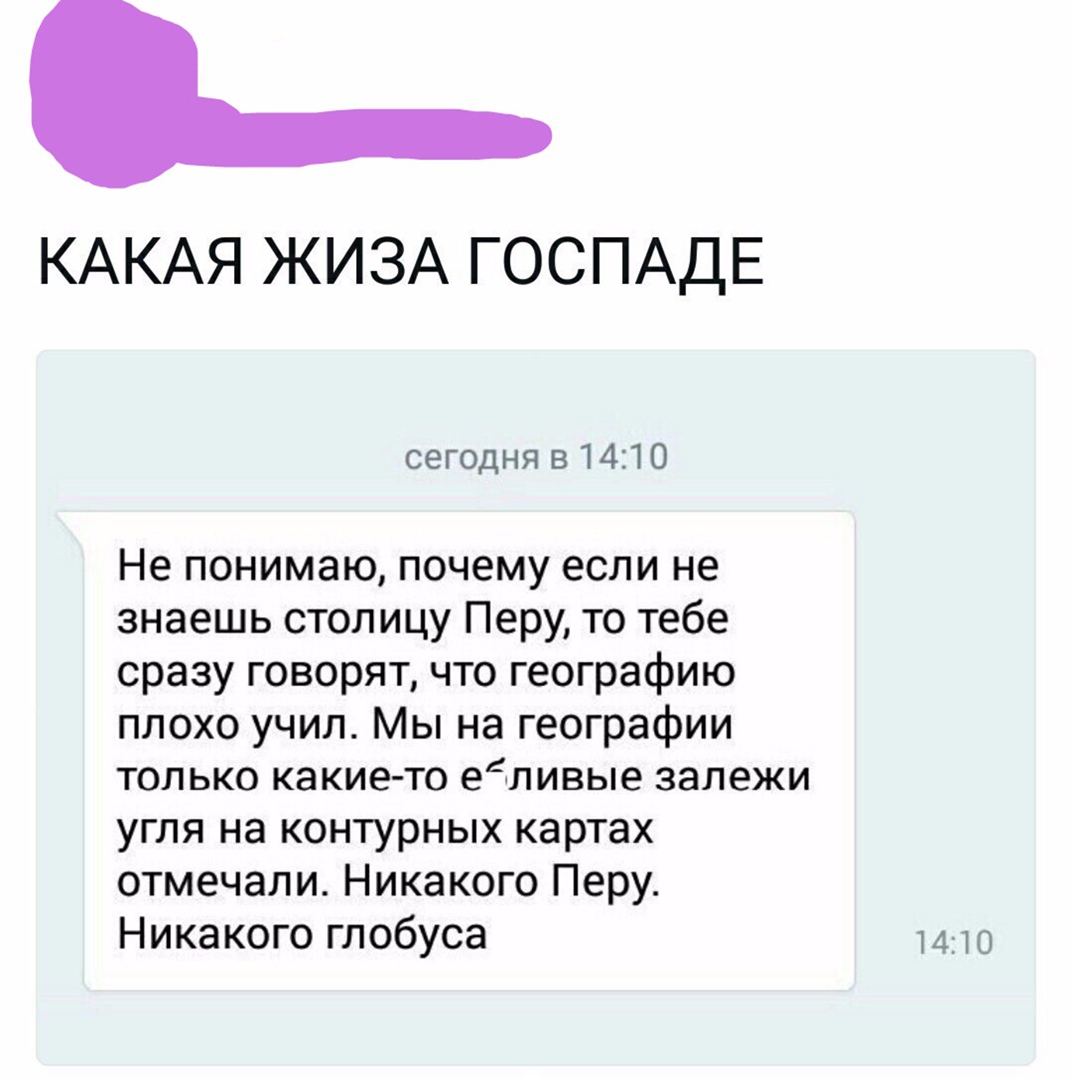 КАКАЯ ЖИЗА ГОСПАДЕ
сегодня в 14:10
Не понимаю, почему если не
знаешь столицу Перу, то тебе
сразу говорят, что географию
плохо учил. Мы на географии
только какие-то залежи
угля на контурных картах
отмечали. Никакого Перу.
Никакого глобуса
14:10